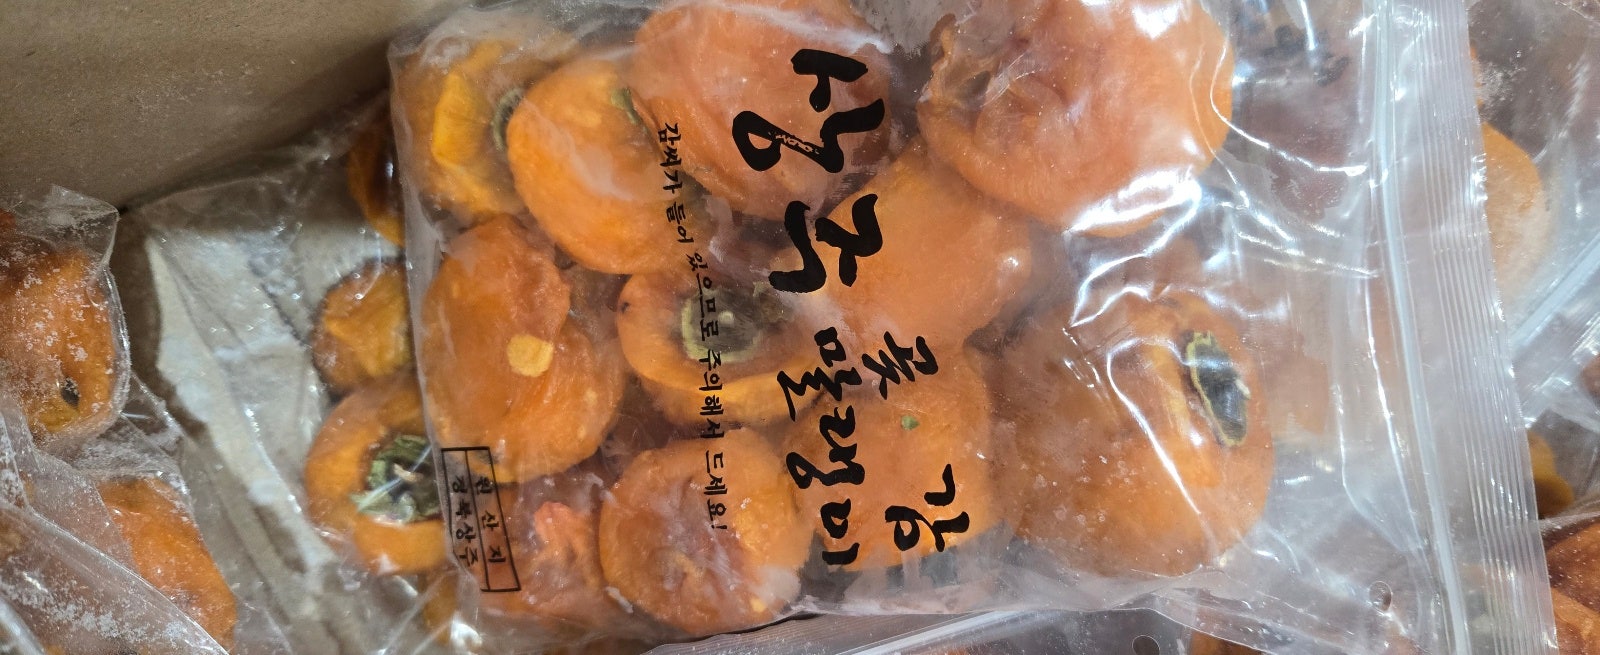 상주
곶감
말랭이
감씨가 들어 있으므로 주의해서 드세요!
원산지
경북상주